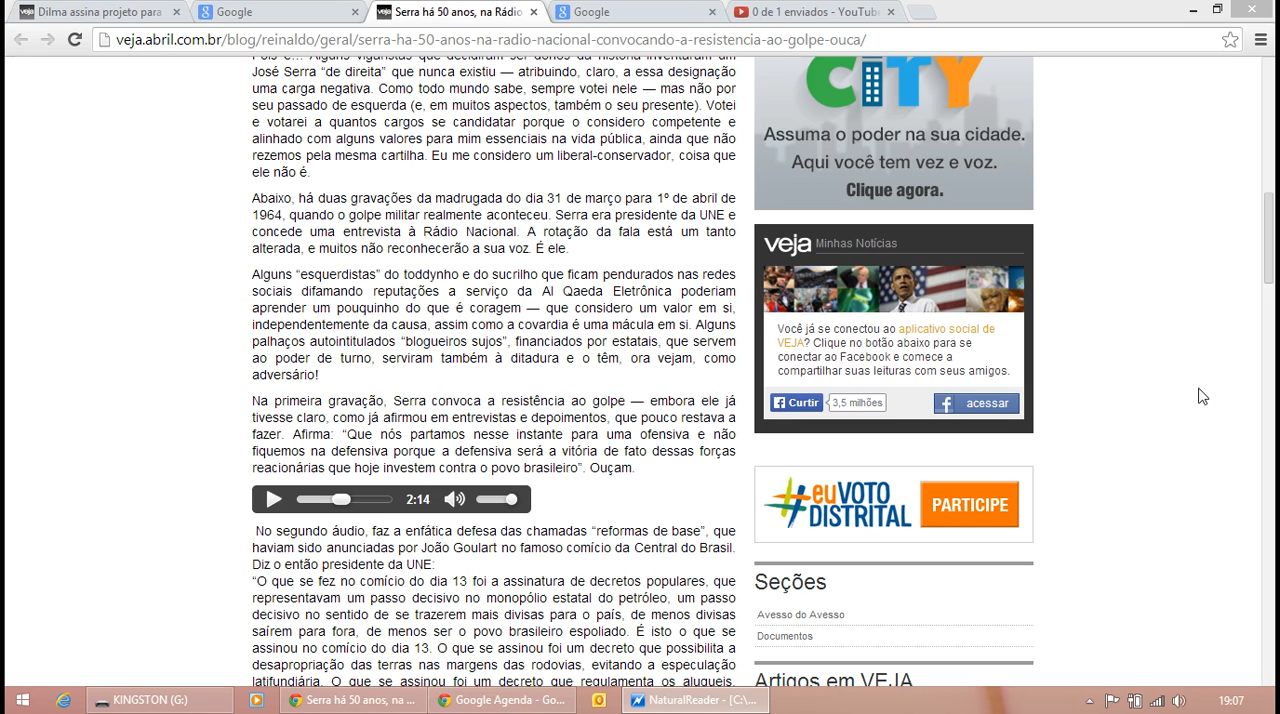 Dilma assina projeto para
Google
Serra há 50 anos, na Rádio
Google
0 de 1 enviados - YouTube
veja.abril.com.br/blog/reinaldo/geral/serra-ha-50-anos-na-radio-nacional-convocando-a-resistencia-ao-golpe-ouca/
José Serra “de direita” que nunca existiu — atribuindo, claro, a essa designação
uma carga negativa. Como todo mundo sabe, sempre votei nele — mas não por
seu passado de esquerda (e, em muitos aspectos, também o seu presente). Votei
e votarei a quantos cargos se candidatar porque o considero competente e
alinhado com alguns valores para mim essenciais na vida pública, ainda que não
rezemos pela mesma cartilha. Eu me considero um liberal-conservador, coisa que
ele não é.
Abaixo, há duas gravações da madrugada do dia 31 de março para 1º de abril de
1964, quando o golpe militar realmente aconteceu. Serra era presidente da UNE e
concede uma entrevista à Rádio Nacional. A rotação da fala está um tanto
alterada, e muitos não reconhecerão a sua voz. É ele.
Alguns “esquerdistas” do toddynho e do sucrilho que ficam pendurados nas redes
sociais difamando reputações a serviço da Al Qaeda Eletrônica poderiam
aprender um pouquinho do que é coragem — que considero um valor em si,
independentemente da causa, assim como a covardia é uma mácula em si. Alguns
palhaços autointitulados “blogueiros sujos”, financiados por estatais, que servem
ao poder de turno, serviram também à ditadura e o têm, ora vejam, como
adversário!
Na primeira gravação, Serra convoca a resistência ao golpe — embora ele já
tivesse claro, como já afirmou em entrevistas e depoimentos, que pouco restava a
fazer. Afirma: “Que nós partamos nesse instante para uma ofensiva e não
fiquemos na defensiva porque a defensiva será a vitória de fato dessas forças
reacionárias que hoje investem contra o povo brasileiro”. Ouçam.
2:14
No segundo áudio, faz a enfática defesa das chamadas “reformas de base”, que
haviam sido anunciadas por João Goulart no famoso comício da Central do Brasil.
Diz o então presidente da UNE:
“O que se fez no comício do dia 13 foi a assinatura de decretos populares, que
representavam um passo decisivo no monopólio estatal do petróleo, um passo
decisivo no sentido de se trazerem mais divisas para o país, de menos divisas
saírem para fora, de menos ser o povo brasileiro espoliado. É isto o que se
assinou no comício do dia 13. O que se assinou foi um decreto que possibilita a
desapropriação das terras nas margens das rodovias, evitando a especulação
latifundiária. O que se assinou foi um decreto que regulamenta os aluguéis,
CITY
Assuma o poder na sua cidade.
Aqui você tem vez e voz.
Clique agora.
veja Minhas Notícias
Você já se conectou ao aplicativo social de
VEJA? Clique no botão abaixo para se
conectar ao Facebook e comece a
compartilhar suas leituras com seus amigos.
Curtir 3,5 milhões acessar
#euVOTO
DISTRITAL
PARTICIPE
Seções
Avesso do Avesso
Documentos
Artigos em VEJA
KINGSTON (G:)
Serra há 50 anos, na ...
Google Agenda - Go...
NaturalReader - [C:\...
19:07